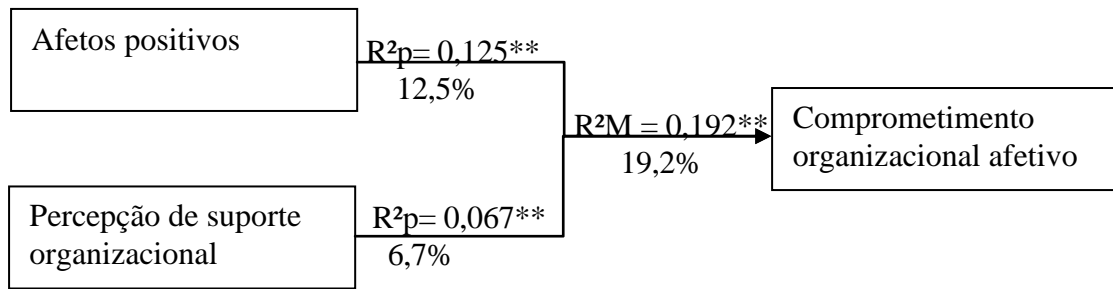 Afetos positivos
R²p= 0,125**
12,5%
R²M = 0,192**
19,2%
Comprometimento
organizacional afetivo
Percepção de suporte
organizacional
R²p= 0,067**
6,7%